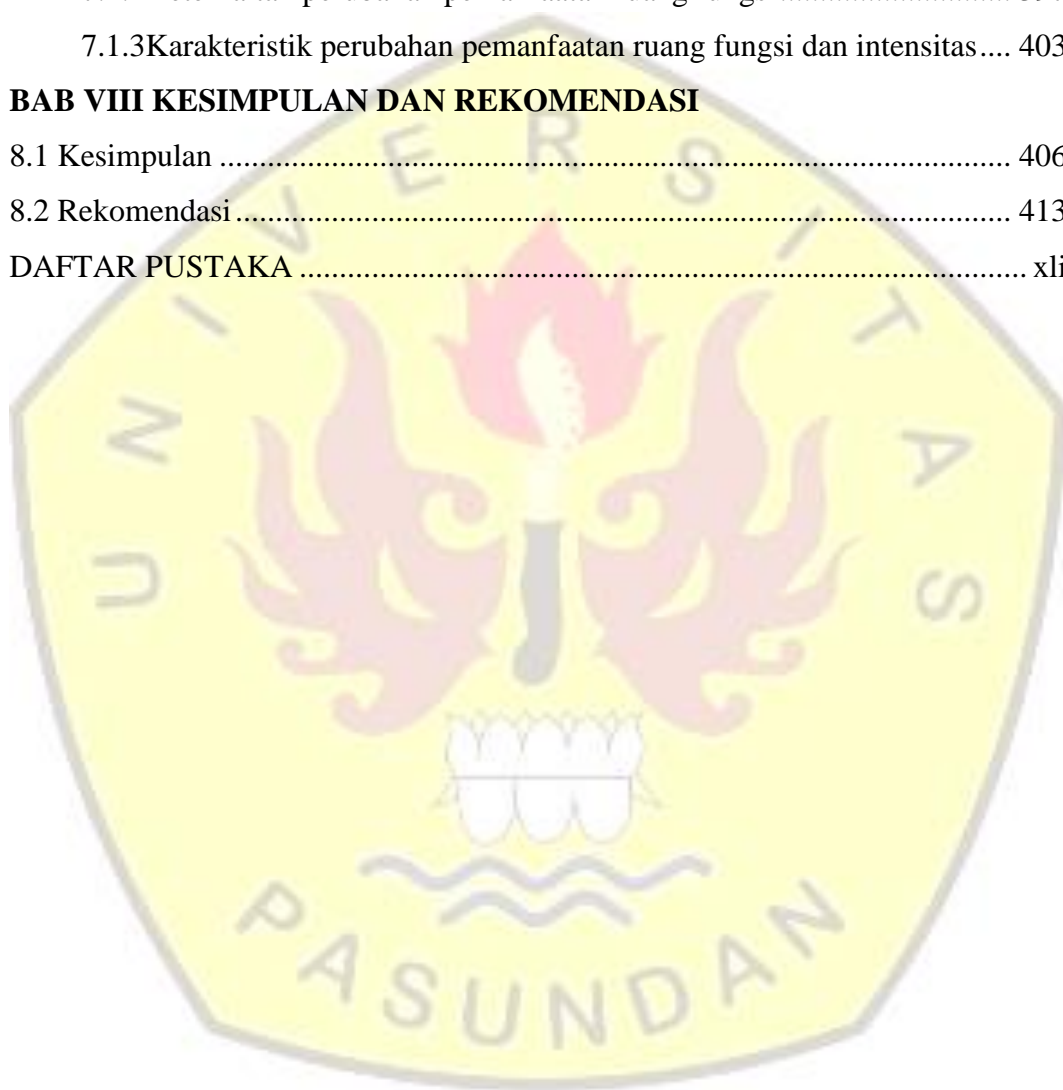 7.1.3Karakteristik perubahan pemanfaatan ruang fungsi dan intensitas.... 403
BAB VIII KESIMPULAN DAN REKOMENDASI
8.1 Kesimpulan .................................................................................................... 406
8.2 Rekomendasi .................................................................................................. 413
DAFTAR PUSTAKA ........................................................................................... xli
UNIVERSITAS
PASUNDAN